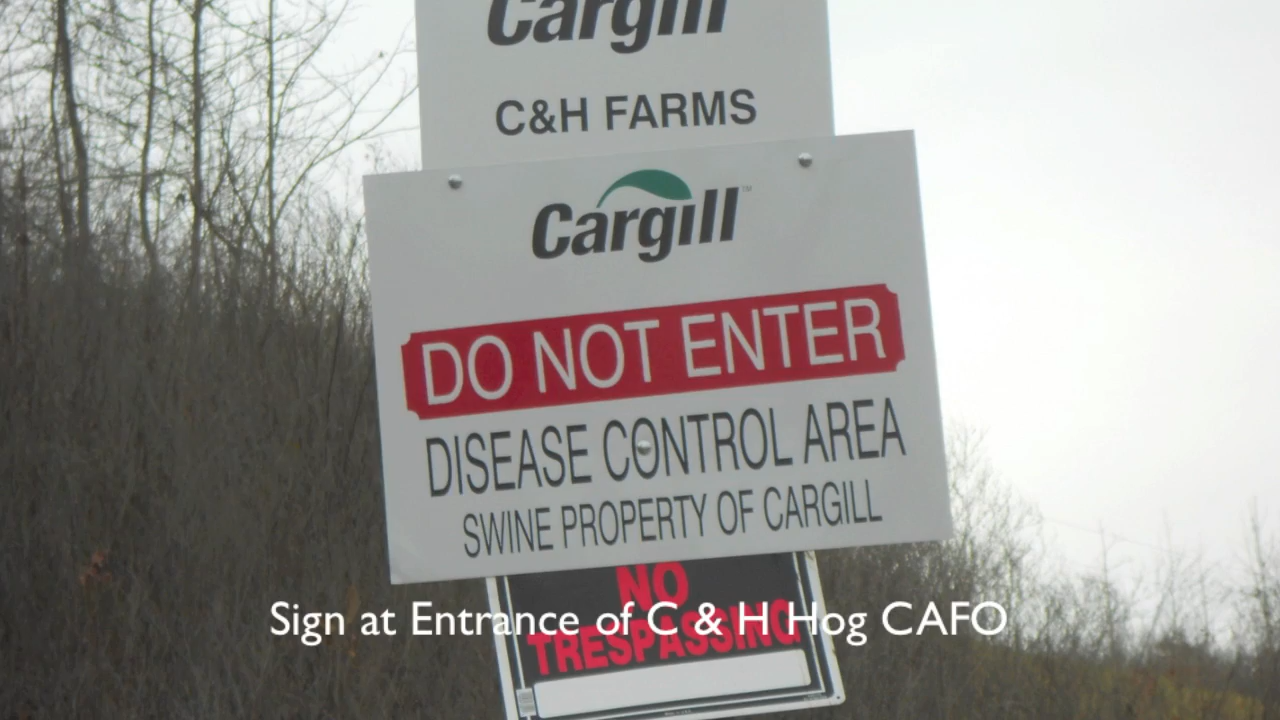 Cargill
C&H FARMS
Cargill™
DO NOT ENTER
DISEASE CONTROL AREA
SWINE PROPERTY OF CARGILL
NO
TRESPASSING
Sign at Entrance of C & H Hog CAFO